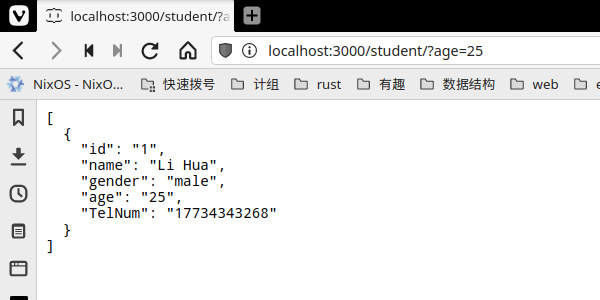 localhost:3000/student/?a
localhost:3000/student/?age=25
NixOS - NixO... 快速拨号 计组 rust 有趣 数据结构 web e
[
  {
    "id": "1",
    "name": "Li Hua",
    "gender": "male",
    "age": "25",
    "TelNum": "17734343268"
  }
]